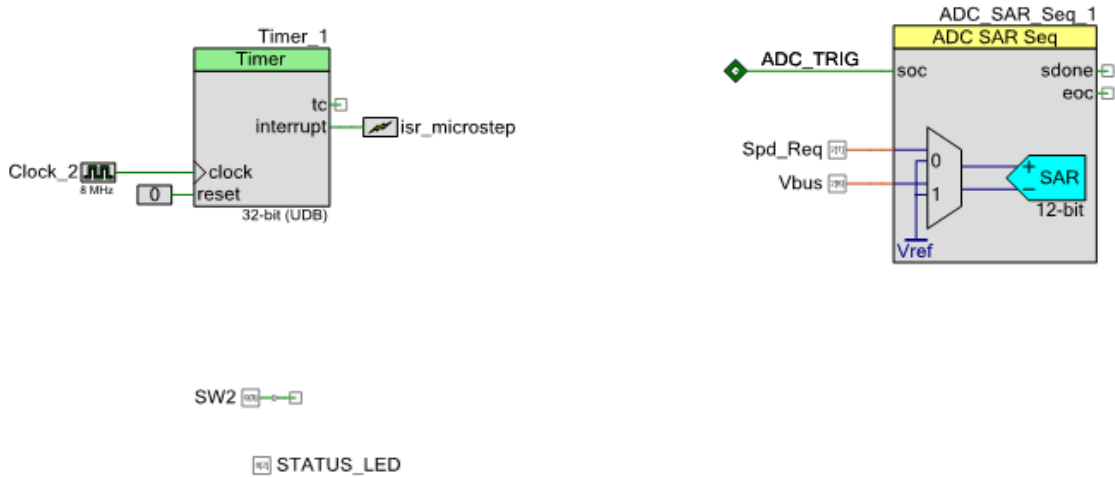 Timer_1
Timer
tc
interrupt
isr_microstep
Clock_2
8 MHz
clock
0
reset
32-bit (UDB)
ADC_SAR_Seq_1
ADC SAR Seq
ADC_TRIG
soc
sdone
eoc
Spd_Req
0
Vbus
1
+
SAR
−
12-bit
Vref
SW2
STATUS_LED